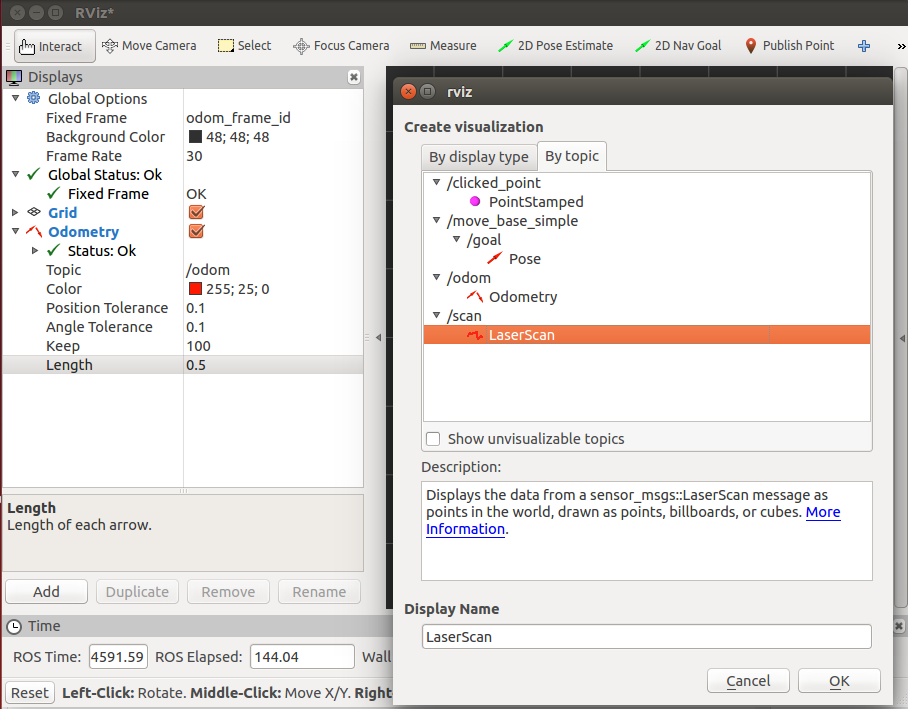 RViz*
Interact Move Camera Select Focus Camera Measure 2D Pose Estimate 2D Nav Goal Publish Point »
Displays
Global Options
Fixed Frame odom_frame_id
Background Color 48; 48; 48
Frame Rate 30
Global Status: Ok
Fixed Frame OK
Grid
Odometry
Status: Ok
Topic /odom
Color 255; 25; 0
Position Tolerance 0.1
Angle Tolerance 0.1
Keep 100
Length 0.5
Length
Length of each arrow.
Add Duplicate Remove Rename
Time
ROS Time: 4591.59 ROS Elapsed: 144.04 Wall
Reset Left-Click: Rotate. Middle-Click: Move X/Y. Right-
rviz
Create visualization
By display type By topic
/clicked_point
PointStamped
/move_base_simple
/goal
Pose
/odom
Odometry
/scan
LaserScan
Show unvisualizable topics
Description:
Displays the data from a sensor_msgs::LaserScan message as
points in the world, drawn as points, billboards, or cubes. More
Information.
Display Name
LaserScan
Cancel OK